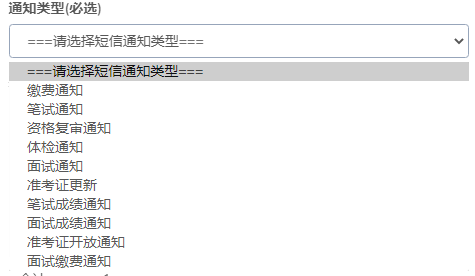 通知类型(必选)
===请选择短信通知类型===
===请选择短信通知类型===
缴费通知
笔试通知
资格复审通知
体检通知
面试通知
准考证更新
笔试成绩通知
面试成绩通知
准考证开放通知
面试缴费通知